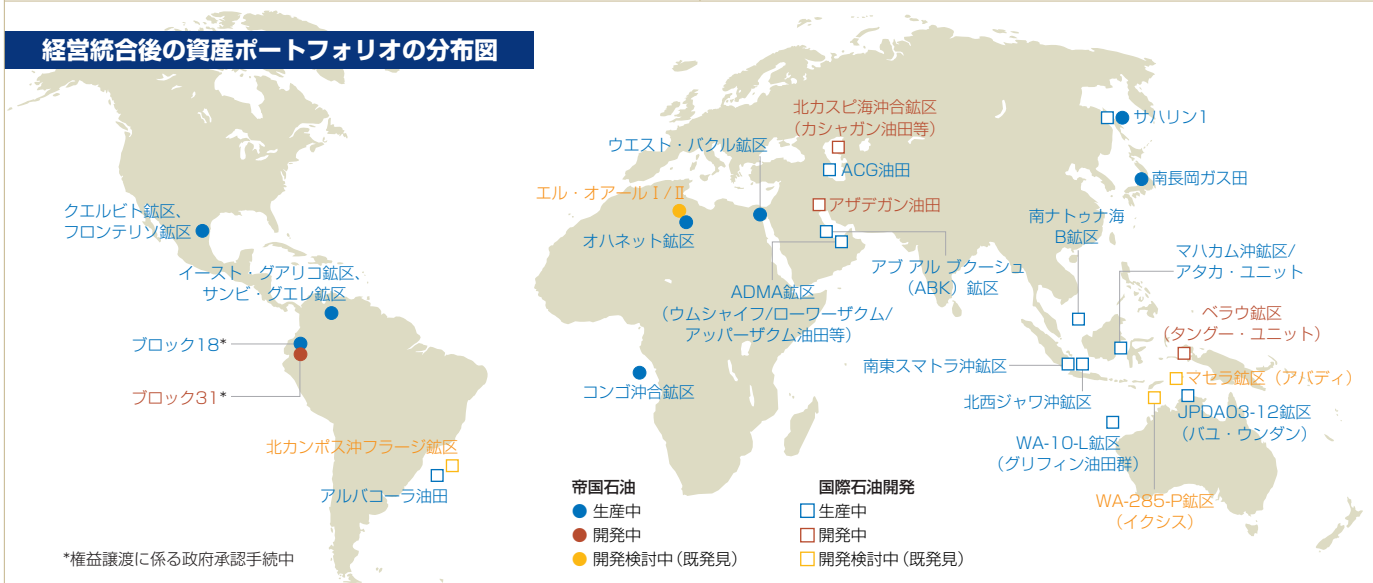 経営統合後の資産ポートフォリオの分布図
北カスピ海沖合鉱区
（カシャガン油田等）
サハリン1
ウエスト・バクル鉱区
ACG油田
南長岡ガス田
エル・オアールⅠ/Ⅱ
アザデガン油田
オハネット鉱区
クエルビト鉱区、
フロンテリソ鉱区
南ナトゥナ海
B鉱区
マハカム沖鉱区/
アタカ・ユニット
イースト・グアリコ鉱区、
サンビ・グエレ鉱区
アブ アル ブクーシュ
（ABK）鉱区
ADMA鉱区
（ウムシャイフ/ローワーザクム/
アッパーザクム油田等）
ベラウ鉱区
（タングー・ユニット）
ブロック18*
ブロック31*
コンゴ沖合鉱区
南東スマトラ沖鉱区
マセラ鉱区（アバディ）
北西ジャワ沖鉱区
JPDA03-12鉱区
（バユ・ウンダン）
WA-10-L鉱区
（グリフィン油田群）
北カンポス沖フラージ鉱区
アルバコーラ油田
WA-285-P鉱区
（イクシス）
帝国石油
生産中
開発中
開発検討中（既発見）
国際石油開発
生産中
開発中
開発検討中（既発見）
*権益譲渡に係る政府承認手続中